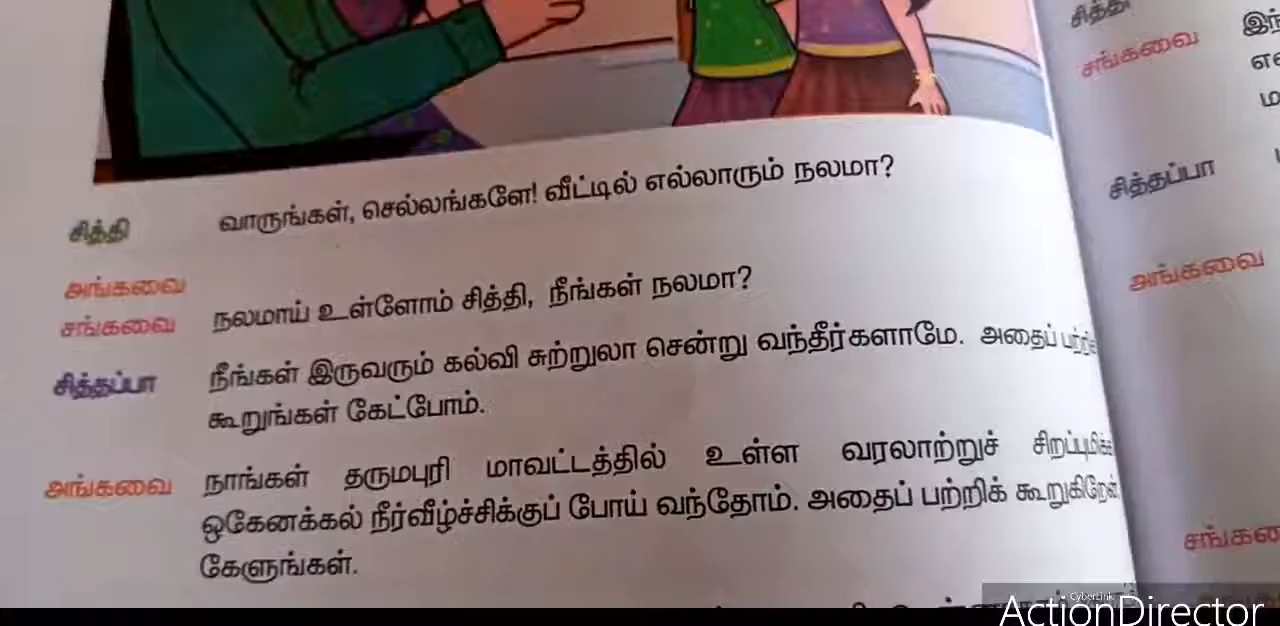 சித்தி வாருங்கள், செல்லங்களே! வீட்டில் எல்லாரும் நலமா?
அங்கவை
சங்கவை நலமாய் உள்ளோம் சித்தி, நீங்கள் நலமா?
சித்தப்பா நீங்கள் இருவரும் கல்வி சுற்றுலா சென்று வந்தீர்களாமே. அதைப்
கூறுங்கள் கேட்போம்.
அங்கவை நாங்கள் தருமபுரி மாவட்டத்தில் உள்ள வரலாற்றுச்
ஒகேனக்கல் நீர்வீழ்ச்சிக்குப் போய் வந்தோம். அதைப் பற்றிக் கூறுகிறேன்
கேளுங்கள்.
சித்தி
சங்கவை
சித்தப்பா
அங்கவை
CyberLink
ActionDirector